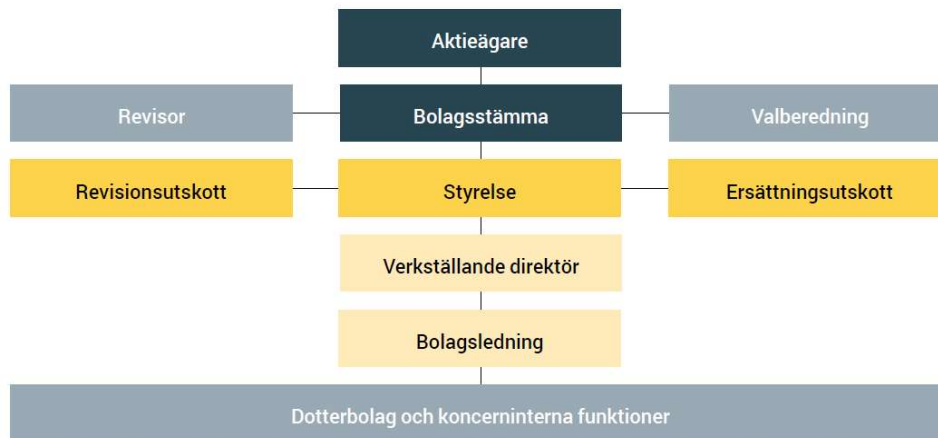 Aktieägare
Revisor
Bolagsstämma
Valberedning
Revisionsutskott
Styrelse
Ersättningsutskott
Verkställande direktör
Bolagsledning
Dotterbolag och koncerninterna funktioner